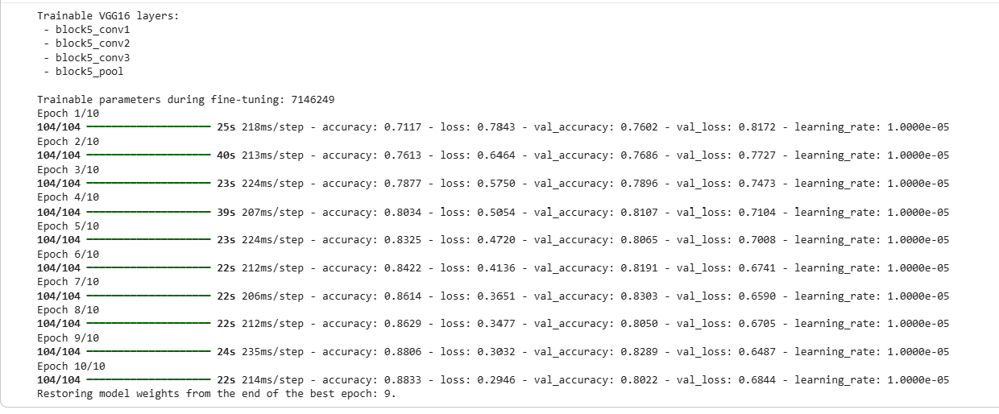 Trainable VGG16 layers:
- block5_conv1
- block5_conv2
- block5_conv3
- block5_pool
Trainable parameters during fine-tuning: 7146249
Epoch 1/10
104/104 ━━━━━━━━━━━━━━━━━━━━ 25s 218ms/step - accuracy: 0.7117 - loss: 0.7843 - val_accuracy: 0.7602 - val_loss: 0.8172 - learning_rate: 1.0000e-05
Epoch 2/10
104/104 ━━━━━━━━━━━━━━━━━━━━ 40s 213ms/step - accuracy: 0.7613 - loss: 0.6464 - val_accuracy: 0.7686 - val_loss: 0.7727 - learning_rate: 1.0000e-05
Epoch 3/10
104/104 ━━━━━━━━━━━━━━━━━━━━ 23s 224ms/step - accuracy: 0.7877 - loss: 0.5750 - val_accuracy: 0.7896 - val_loss: 0.7473 - learning_rate: 1.0000e-05
Epoch 4/10
104/104 ━━━━━━━━━━━━━━━━━━━━ 39s 207ms/step - accuracy: 0.8034 - loss: 0.5054 - val_accuracy: 0.8107 - val_loss: 0.7104 - learning_rate: 1.0000e-05
Epoch 5/10
104/104 ━━━━━━━━━━━━━━━━━━━━ 23s 224ms/step - accuracy: 0.8325 - loss: 0.4720 - val_accuracy: 0.8065 - val_loss: 0.7008 - learning_rate: 1.0000e-05
Epoch 6/10
104/104 ━━━━━━━━━━━━━━━━━━━━ 22s 212ms/step - accuracy: 0.8422 - loss: 0.4136 - val_accuracy: 0.8191 - val_loss: 0.6741 - learning_rate: 1.0000e-05
Epoch 7/10
104/104 ━━━━━━━━━━━━━━━━━━━━ 22s 206ms/step - accuracy: 0.8614 - loss: 0.3651 - val_accuracy: 0.8303 - val_loss: 0.6590 - learning_rate: 1.0000e-05
Epoch 8/10
104/104 ━━━━━━━━━━━━━━━━━━━━ 22s 212ms/step - accuracy: 0.8629 - loss: 0.3477 - val_accuracy: 0.8050 - val_loss: 0.6705 - learning_rate: 1.0000e-05
Epoch 9/10
104/104 ━━━━━━━━━━━━━━━━━━━━ 24s 235ms/step - accuracy: 0.8806 - loss: 0.3032 - val_accuracy: 0.8289 - val_loss: 0.6487 - learning_rate: 1.0000e-05
Epoch 10/10
104/104 ━━━━━━━━━━━━━━━━━━━━ 22s 214ms/step - accuracy: 0.8833 - loss: 0.2946 - val_accuracy: 0.8022 - val_loss: 0.6844 - learning_rate: 1.0000e-05
Restoring model weights from the end of the best epoch: 9.